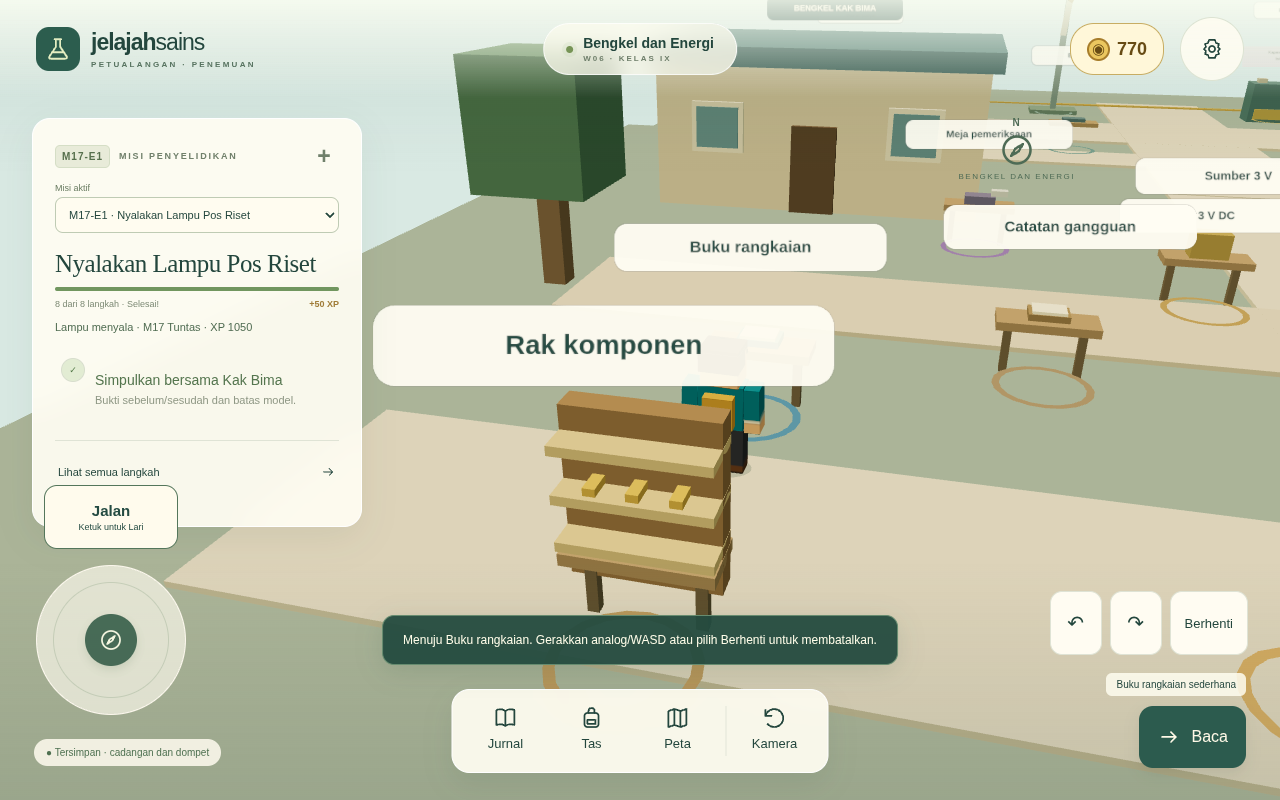 jelajahsains
PETUALANGAN · PENEMUAN
BENGKEL KAK BIMA
Bengkel dan Energi
W06 · KELAS IX
770
M17-E1
MISI PENYELIDIKAN
+
Misi aktif
M17-E1 · Nyalakan Lampu Pos Riset
Nyalakan Lampu Pos Riset
8 dari 8 langkah · Selesai!
+50 XP
Lampu menyala · M17 Tuntas · XP 1050
✓
Simpulkan bersama Kak Bima
Bukti sebelum/sesudah dan batas model.
Lihat semua langkah
Jalan
Ketuk untuk Lari
N
Meja pemeriksaan
BENGKEL DAN ENERGI
Sumber 3 V
3 V DC
Catatan gangguan
Buku rangkaian
Rak komponen
Menuju Buku rangkaian. Gerakkan analog/WASD atau pilih Berhenti untuk membatalkan.
Berhenti
Buku rangkaian sederhana
Baca
Jurnal
Tas
Peta
Kamera
● Tersimpan · cadangan dan dompet